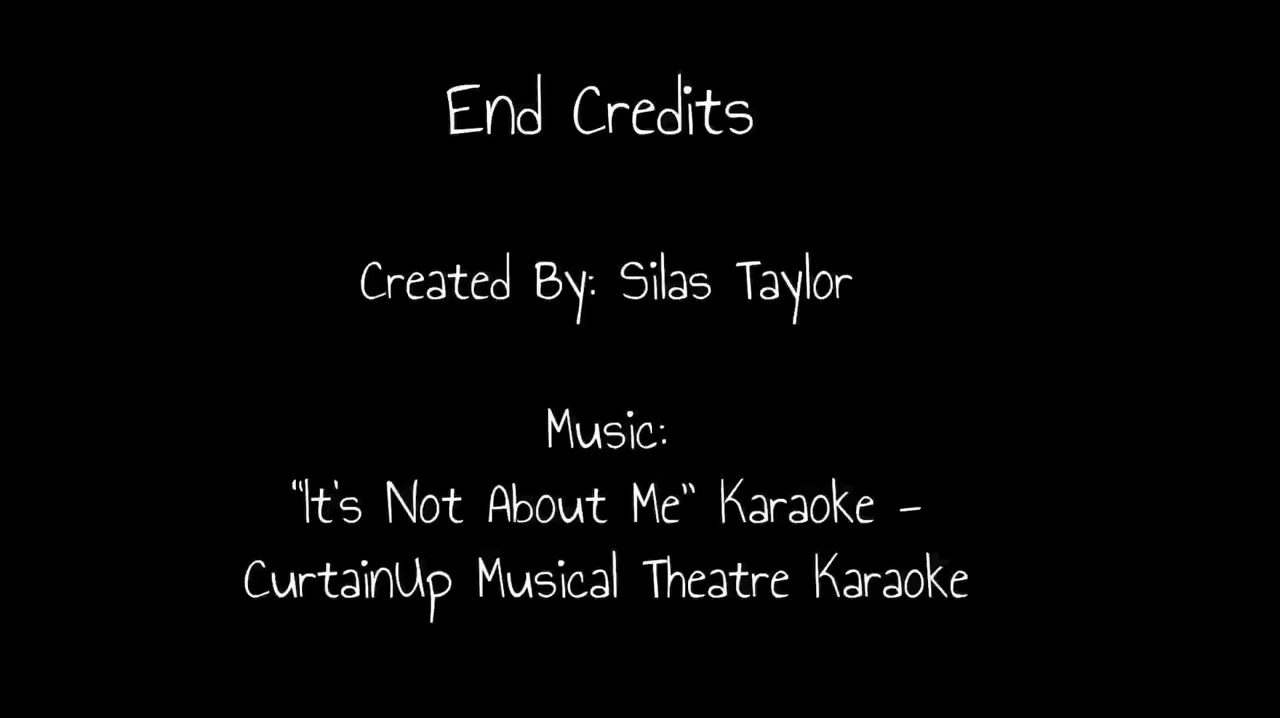 End Credits
Created By: Silas Taylor
Music:
"It's Not About Me" Karaoke -
CurtainUp Musical Theatre Karaoke